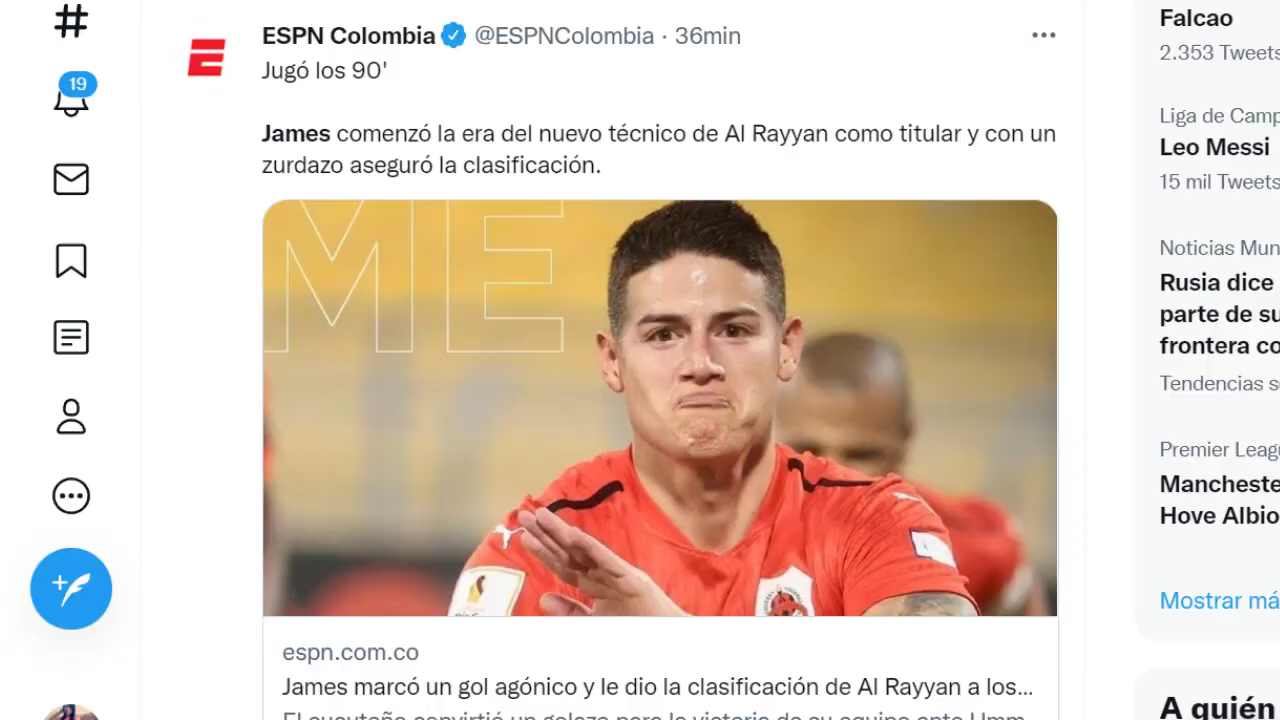 19
ESPN Colombia @ESPNColombia · 36min
Jugó los 90'
James comenzó la era del nuevo técnico de Al Rayyan como titular y con un
zurdazo aseguró la clasificación.
ME
espn.com.co
James marcó un gol agónico y le dio la clasificación de Al Rayyan a los...
El cucuteño convirtió un golazo para la victoria de su equipo ante Umm
Falcao
2.353 Tweets
Liga de Camp
Leo Messi
15 mil Tweets
Noticias Mun
Rusia dice
parte de su
frontera co
Tendencias s
Premier Leag
Mancheste
Hove Albio
Mostrar má
A quién